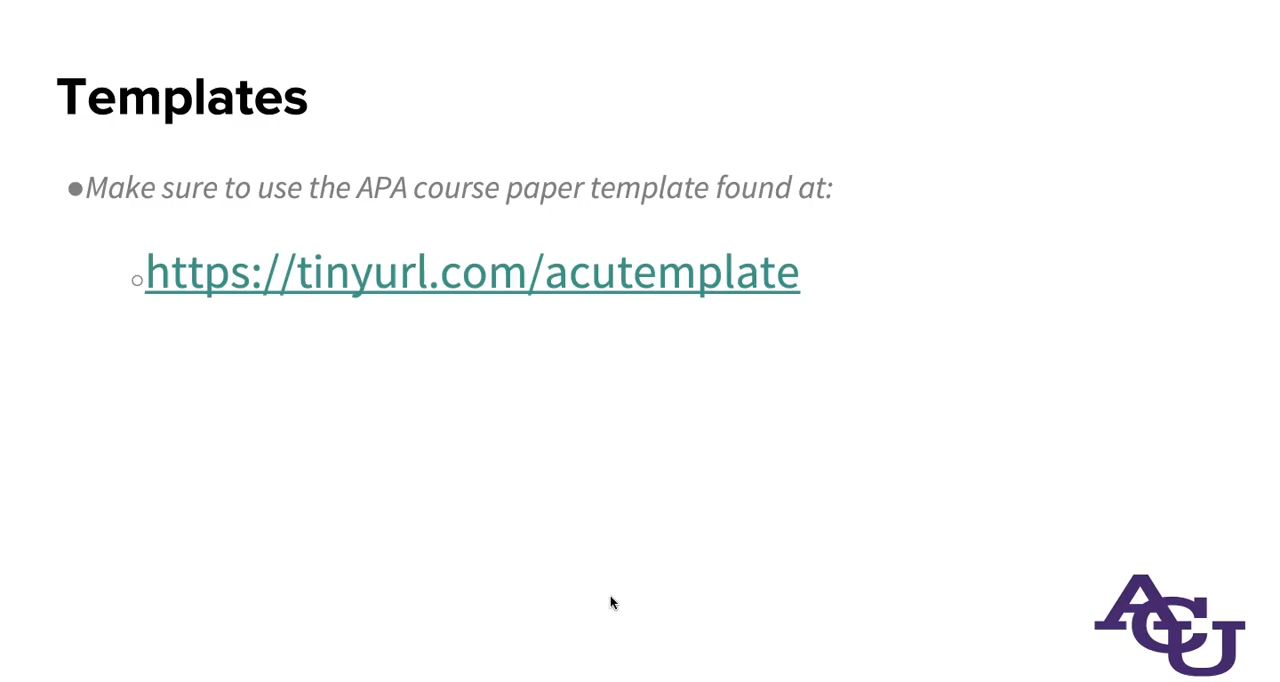 Templates
●Make sure to use the APA course paper template found at:
○https://tinyurl.com/acutemplate
ACU